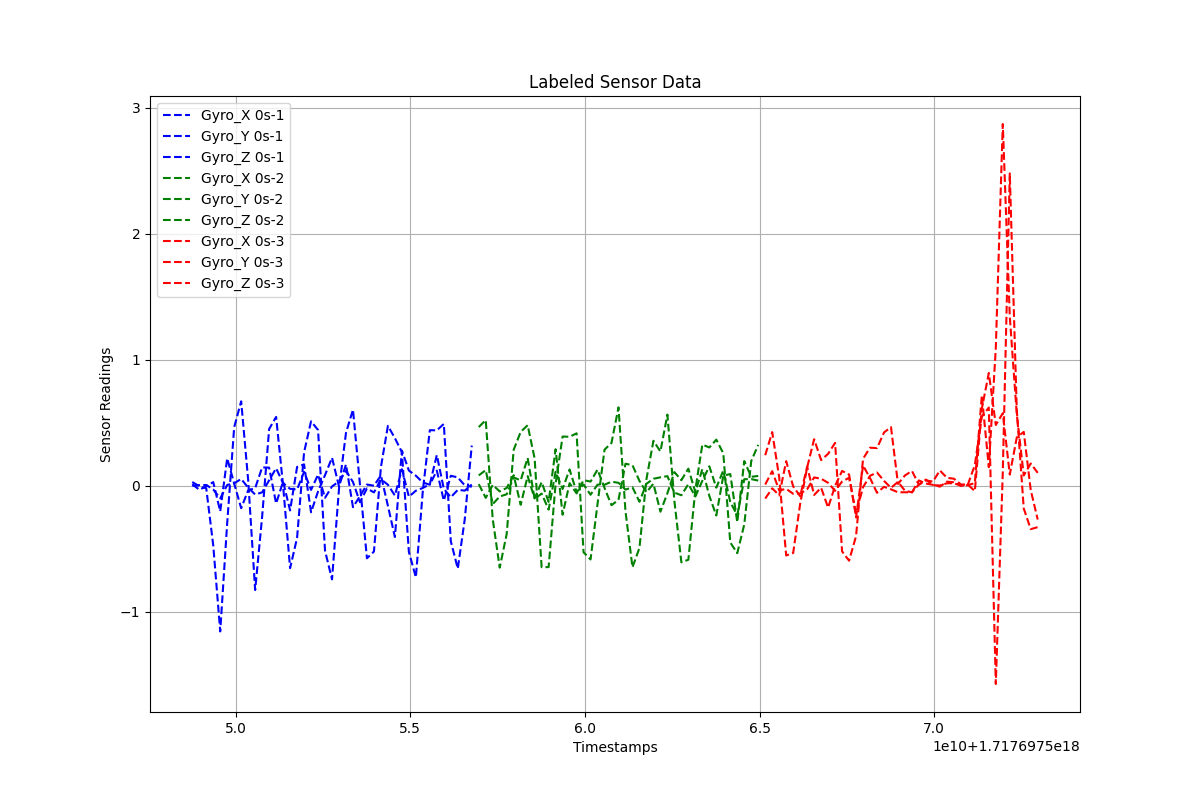 Labeled Sensor Data
3
2
1
0
−1
Sensor Readings
Gyro_X 0s-1
Gyro_Y 0s-1
Gyro_Z 0s-1
Gyro_X 0s-2
Gyro_Y 0s-2
Gyro_Z 0s-2
Gyro_X 0s-3
Gyro_Y 0s-3
Gyro_Z 0s-3
5.0 5.5 6.0 6.5 7.0
Timestamps
1e10+1.7176975e18